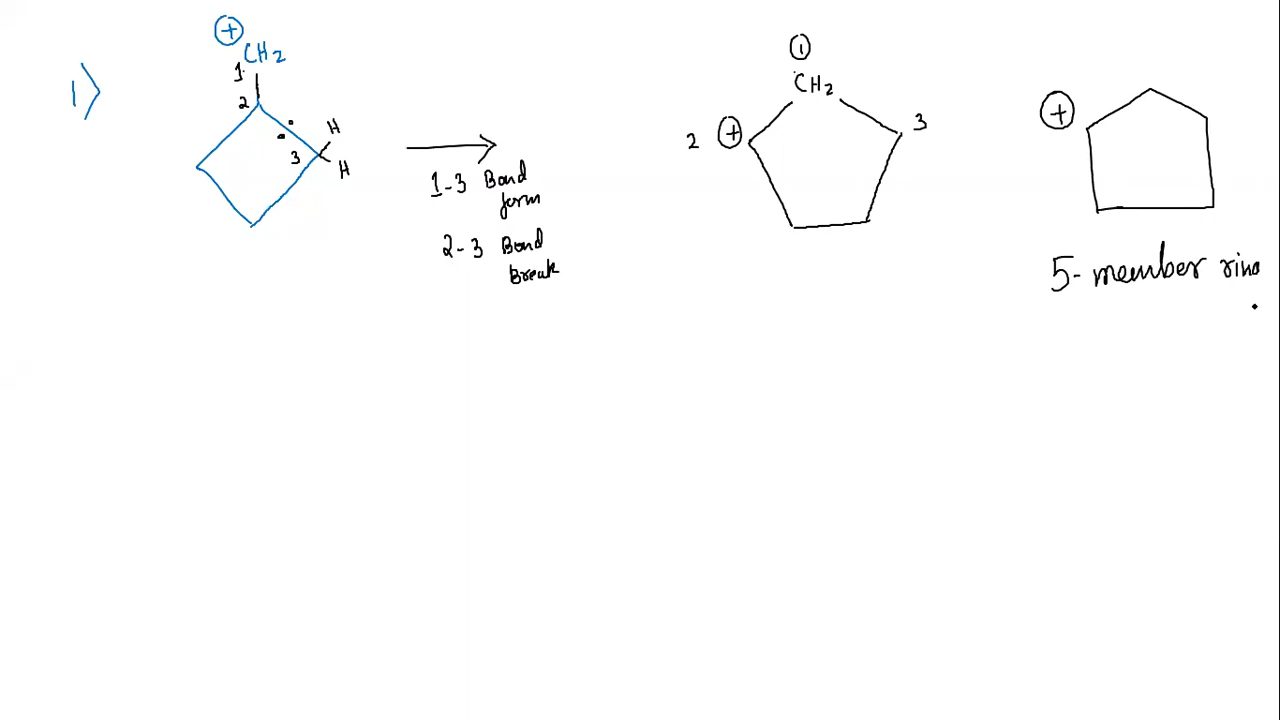 1)
⊕
CH2
1
2
3
H
H
1-3 Bond
form
2-3 Bond
Break
①
CH2
2 ⊕
3
⊕
5- member ring